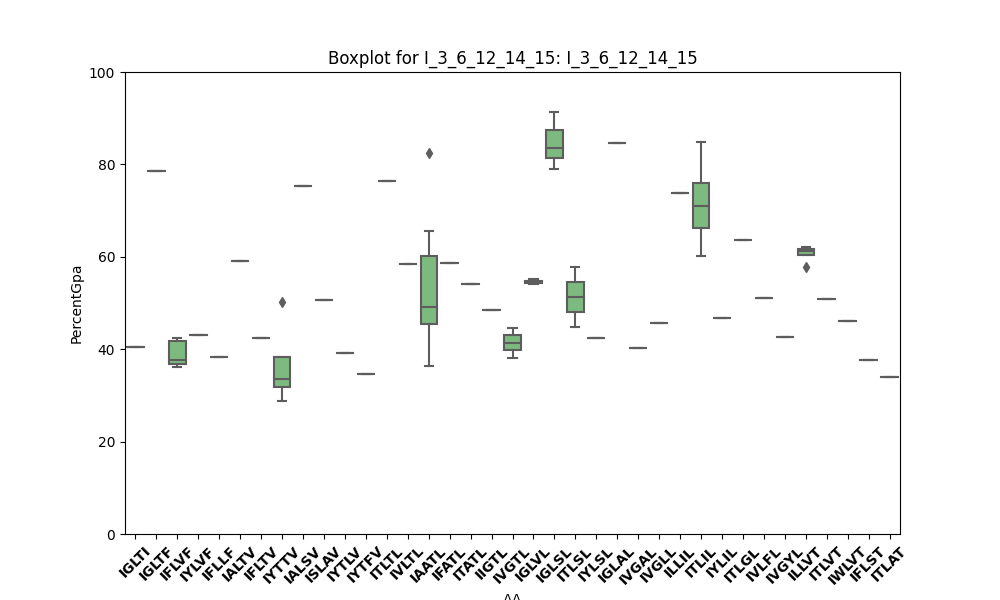 Boxplot for I_3_6_12_14_15: I_3_6_12_14_15
PercentGpa
100
80
60
40
20
0
IGLTI
IGLTF
IFLVF
IYLVF
IFLLF
IALTV
IFLTV
IYTTV
IALSV
ISLAV
IYTLV
IYTFV
ITLTL
IVLTL
IAATL
IFATL
ITATL
IIGTL
IVGTL
IGLVL
IGLSL
ITLSL
IYLSL
IGLAL
IVGAL
IVGLL
ILLIL
ITLIL
IYLIL
ITLGL
IVLFL
IVGYL
ILLVT
ITLVT
IWLVT
IFLST
ITLAT
AA